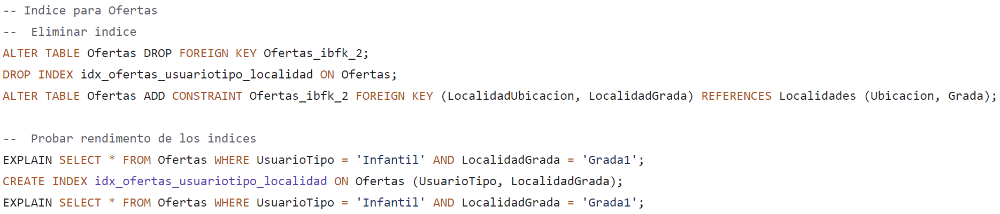 -- Indice para Ofertas
--  Eliminar indice
ALTER TABLE Ofertas DROP FOREIGN KEY Ofertas_ibfk_2;
DROP INDEX idx_ofertas_usuariotipo_localidad ON Ofertas;
ALTER TABLE Ofertas ADD CONSTRAINT Ofertas_ibfk_2 FOREIGN KEY (LocalidadUbicacion, LocalidadGrada) REFERENCES Localidades (Ubicacion, Grada);
--  Probar rendimento de los indices
EXPLAIN SELECT * FROM Ofertas WHERE UsuarioTipo = 'Infantil' AND LocalidadGrada = 'Grada1';
CREATE INDEX idx_ofertas_usuariotipo_localidad ON Ofertas (UsuarioTipo, LocalidadGrada);
EXPLAIN SELECT * FROM Ofertas WHERE UsuarioTipo = 'Infantil' AND LocalidadGrada = 'Grada1';